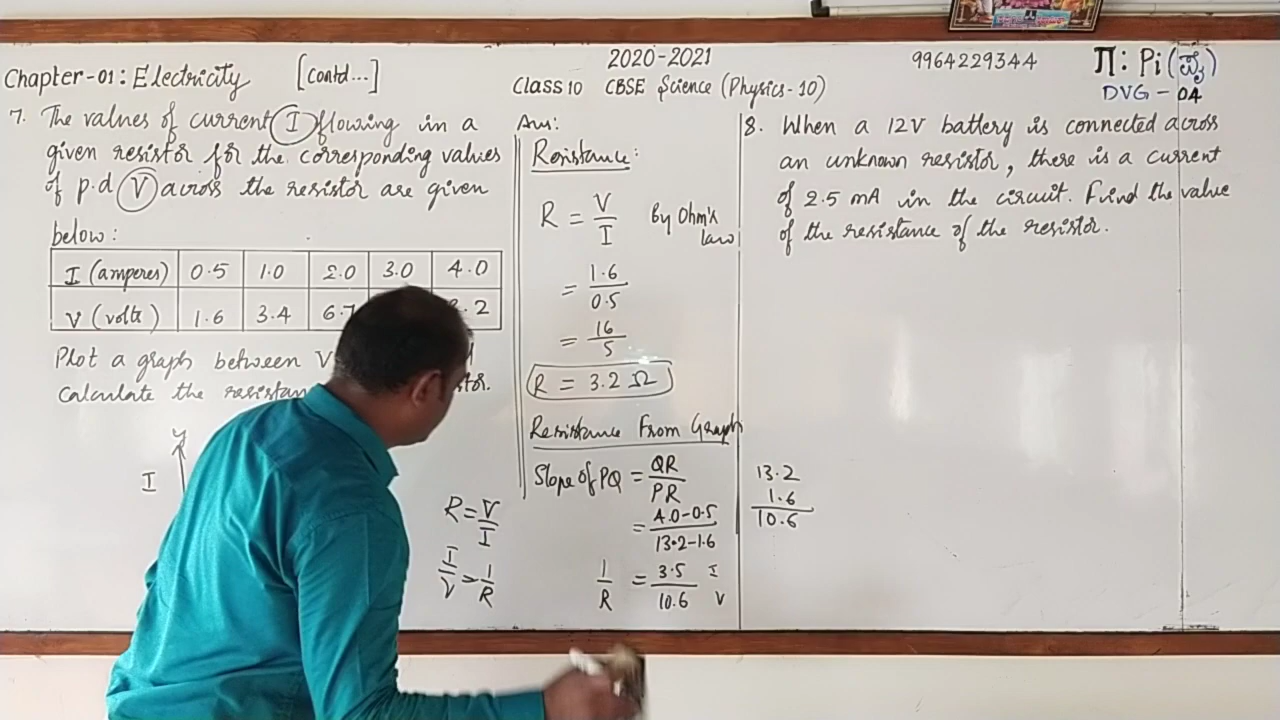 2020-2021
9964229344
Π: Pi (ಪೈ)
DVG - 04
Chapter-01: Electricity [contd...]
Class 10 CBSE Science (Physics-10)
7. The values of current I flowing in a
given resistor for the corresponding values
of p.d V across the resistor are given
below:
I (amperes) 0.5 1.0 2.0 3.0 4.0
V (volts) 1.6 3.4 6.7 .2
Plot a graph between V
Calculate the resistan stor.
y
I
R = V/I
I/V = 1/R
Ans:
Resistance:
R = V/I By Ohm's law
= 1.6/0.5
= 16/5
R = 3.2 Ω
Resistance From Graph
Slope of PQ = QR/PR
= 4.0-0.5/13.2-1.6
1/R = 3.5/10.6 I V
13.2
1.6
10.6
8. When a 12V battery is connected across
an unknown resistor, there is a current
of 2.5 mA in the circuit. Find the value
of the resistance of the resistor.